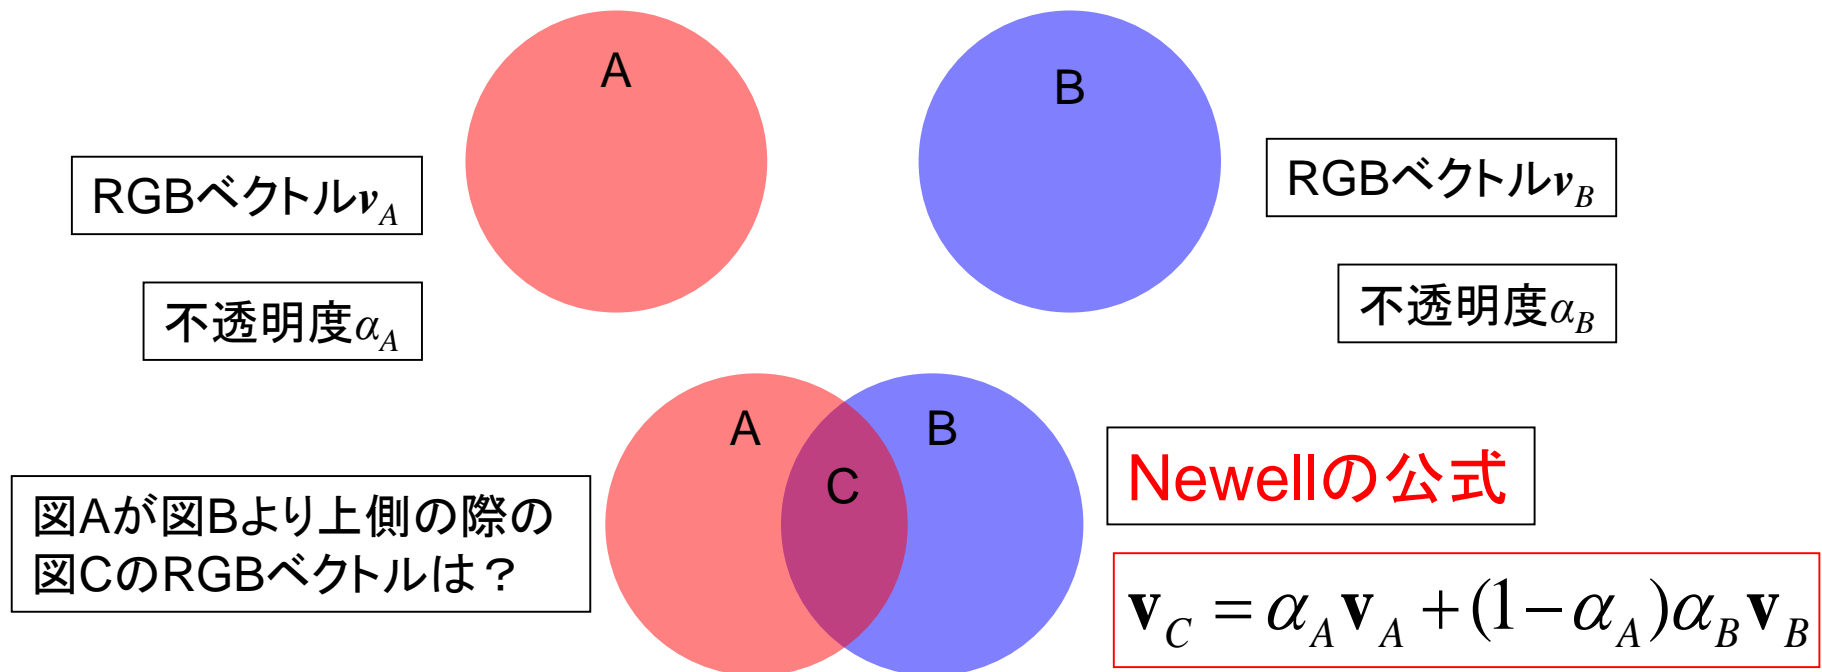 A
B
RGBベクトルv_A
RGBベクトルv_B
不透明度α_A
不透明度α_B
A
B
C
図Aが図Bより上側の際の
図CのRGBベクトルは？
Newellの公式
v_C = α_A v_A + (1−α_A)α_B v_B